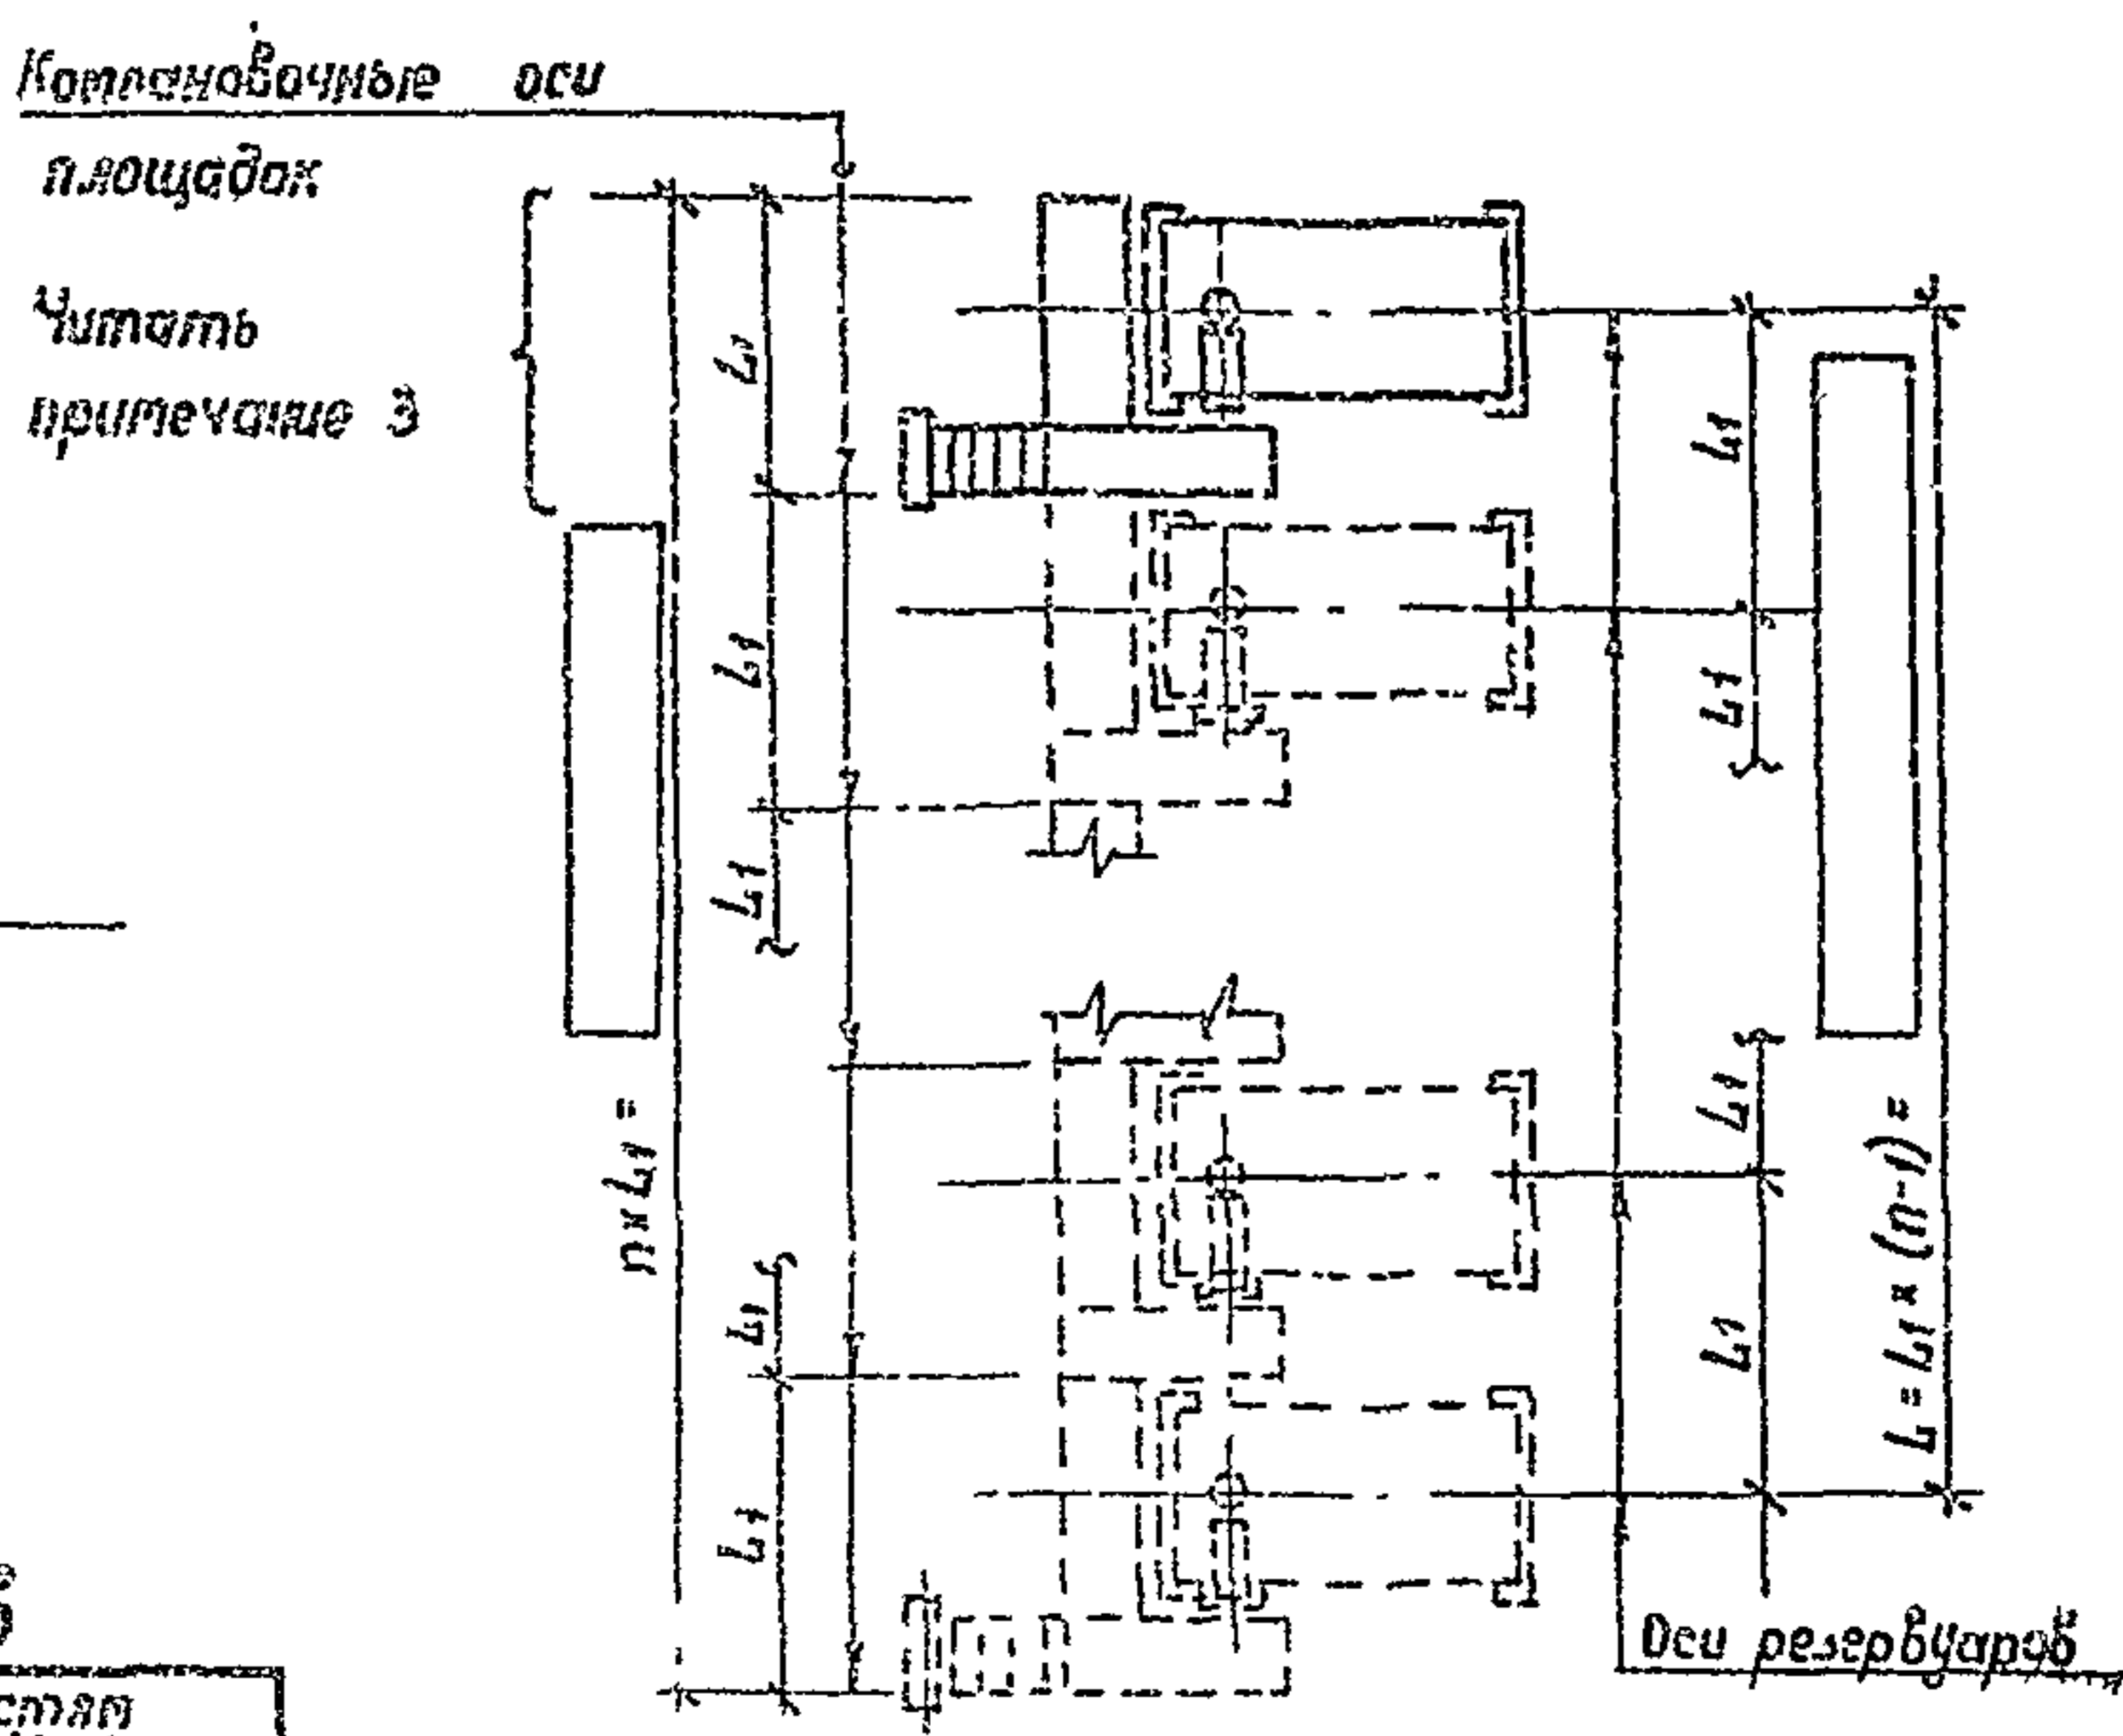 Компановочные оси
площадок
Читать
примечание 3
L1
L1
L1
n × L1 =
L1
L1
L1
L1
L1
L1
L = L1 × (n-1) =
Оси резервуаров